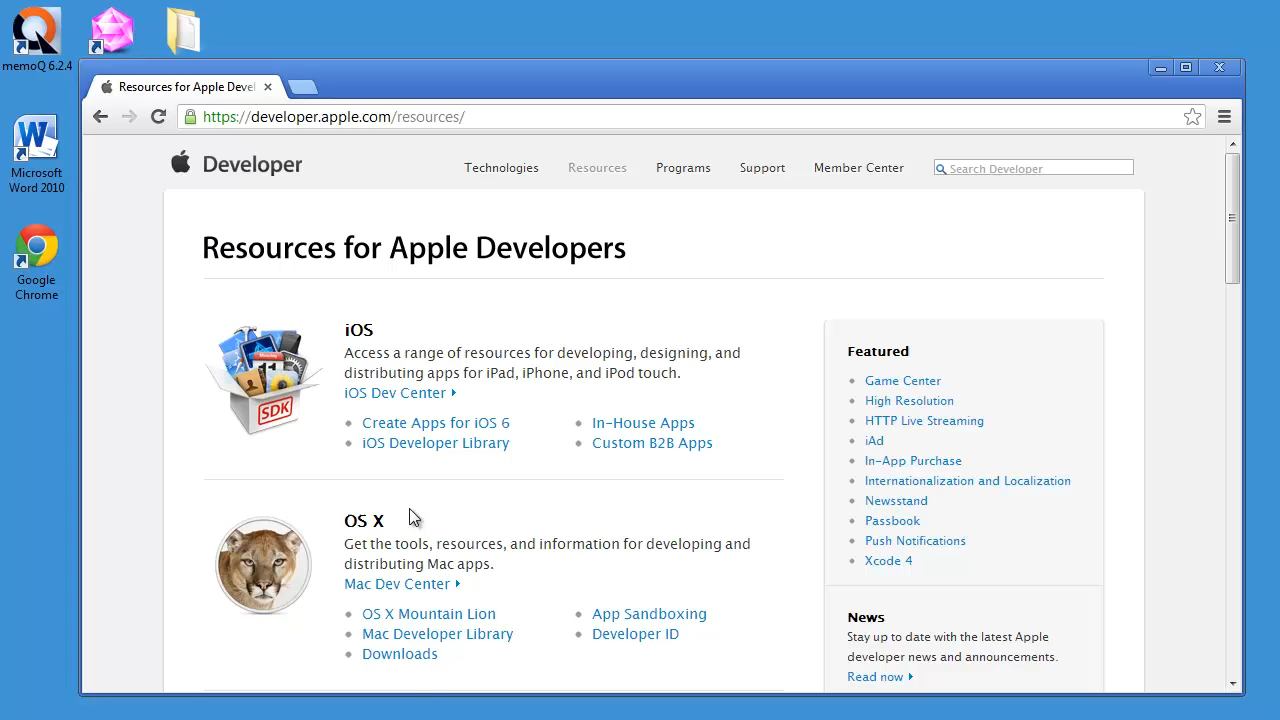 memoQ 6.2.4
Microsoft
Word 2010
Google
Chrome
Resources for Apple Devel
https://developer.apple.com/resources/
Developer
Technologies
Resources
Programs
Support
Member Center
Search Developer
Resources for Apple Developers
iOS
Access a range of resources for developing, designing, and
distributing apps for iPad, iPhone, and iPod touch.
iOS Dev Center
Create Apps for iOS 6
In-House Apps
iOS Developer Library
Custom B2B Apps
SDK
OS X
Get the tools, resources, and information for developing and
distributing Mac apps.
Mac Dev Center
OS X Mountain Lion
App Sandboxing
Mac Developer Library
Developer ID
Downloads
Featured
Game Center
High Resolution
HTTP Live Streaming
iAd
In-App Purchase
Internationalization and Localization
Newsstand
Passbook
Push Notifications
Xcode 4
News
Stay up to date with the latest Apple
developer news and announcements.
Read now